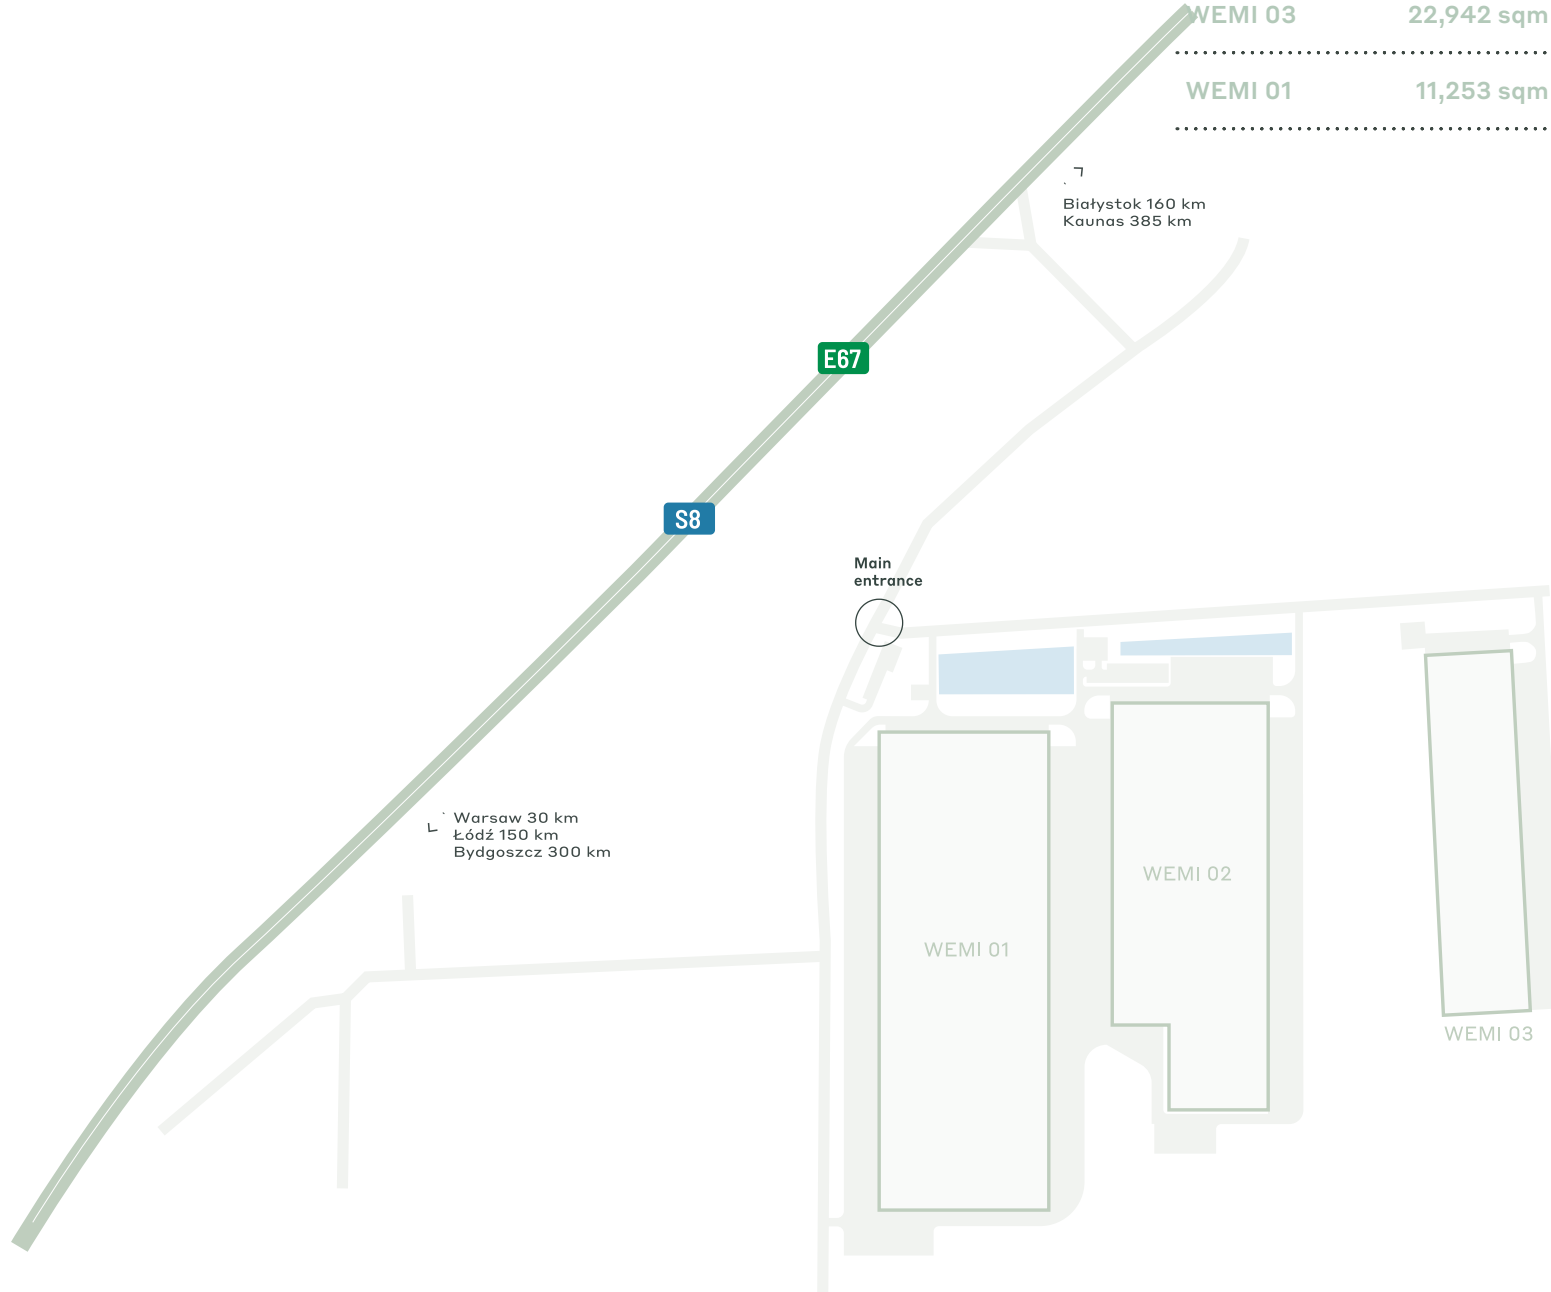 WEMI 03 22,942 sqm
WEMI 01 11,253 sqm
Białystok 160 km
Kaunas 385 km
E67
S8
Main
entrance
Warsaw 30 km
Łódź 150 km
Bydgoszcz 300 km
WEMI 02
WEMI 01
WEMI 03